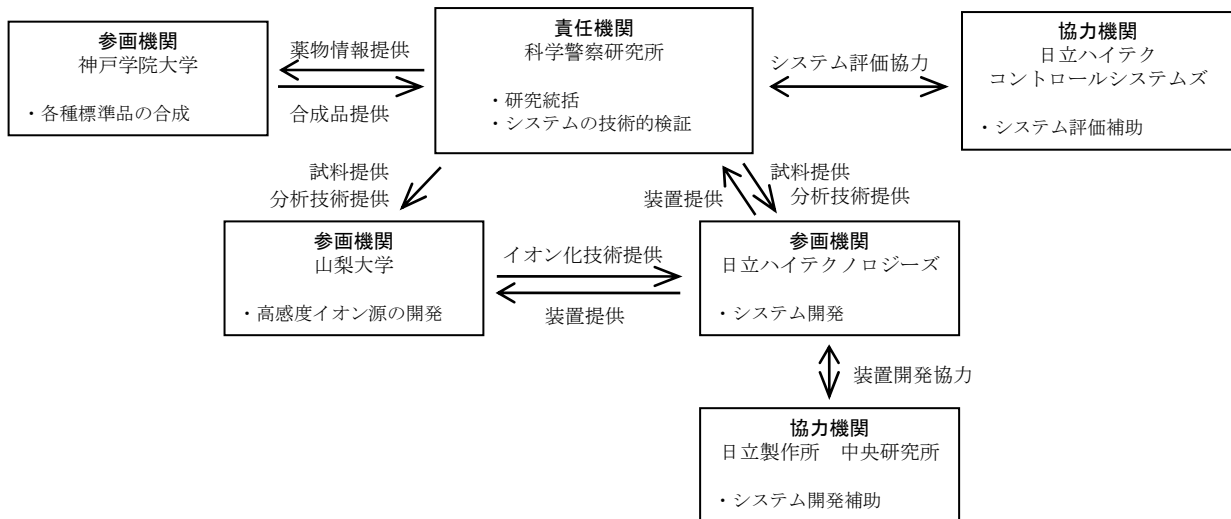 参画機関
神戸学院大学
・各種標準品の合成
薬物情報提供
合成品提供
責任機関
科学警察研究所
・研究統括
・システムの技術的検証
システム評価協力
協力機関
日立ハイテク
コントロールシステムズ
・システム評価補助
試料提供
分析技術提供
装置提供
試料提供
分析技術提供
参画機関
山梨大学
・高感度イオン源の開発
イオン化技術提供
装置提供
参画機関
日立ハイテクノロジーズ
・システム開発
装置開発協力
協力機関
日立製作所　中央研究所
・システム開発補助